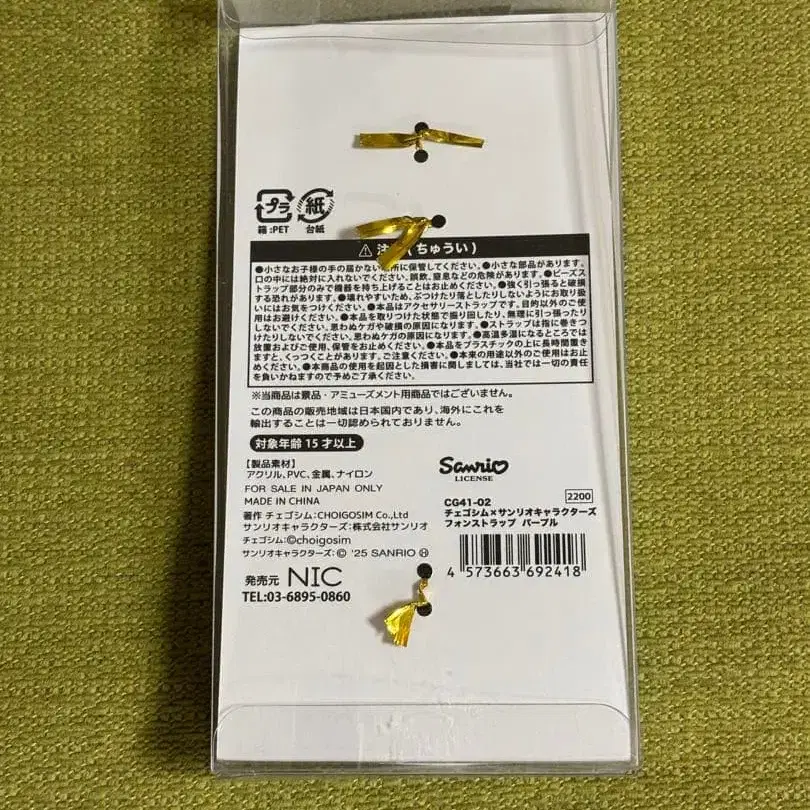 プラ
紙
箱:PET
台紙
⚠注 (ちゅうい)
●小さなお子様の手の届かない所に保管してください。●小さな部品があります、
口の中には絶対に入れないでください。誤飲、窒息などの危険があります。●ビーズス
トラップ部分のみで機器を持ち上げることはお止めください。●強く引っ張ると破損
する恐れがあります。●壊れやすいため、ぶつけたり落としたりしないようにお取り扱
いにはお気をつけください。●本品はアクセサリーストラップです。目的以外のご使
用はお避けください。●本品を取りつけた状態で振り回したり、無理に引っ張ったり
しないでください。思わぬケガや破損の原因になります。●ストラップは指に巻きつ
けたりしないでください。思わぬケガの原因になります。●高温多湿になるところでは
放置およびご使用、保管をお止めください。●本品をプラスチックの上に長時間置き
ますと、くっつくことがあります。ご注意ください。●本来の用途以外のご使用はお止
めください。●本商品の使用を起因とした損害に関しましては、当社では一切の責任
を負いかねますので予めご了承ください。
※当商品は景品・アミューズメント用商品ではございません。
この商品の販売地域は日本国内であり、海外にこれを
輸出することは一切認められておりません。
対象年齢15才以上
【製品素材】
アクリル、PVC、金属、ナイロン
FOR SALE IN JAPAN ONLY
MADE IN CHINA
著作 チェゴシム:CHOIGOSIM Co.,Ltd
サンリオキャラクターズ:株式会社サンリオ
チェゴシム:©choigosim
サンリオキャラクターズ:© '25 SANRIO Ⓗ
発売元 NIC
TEL:03-6895-0860
Sanrio
LICENSE
CG41-02
2200
チェゴシム×サンリオキャラクターズ
フォンストラップ パープル
4 573663 692418